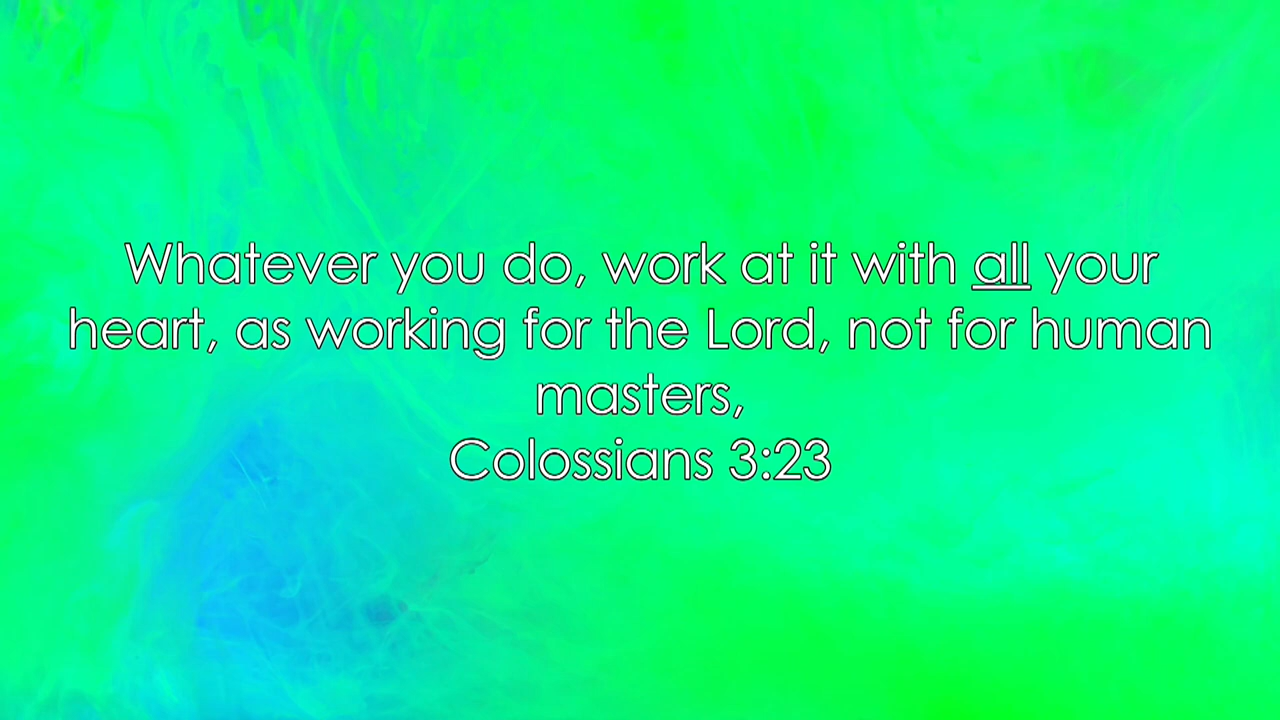 Whatever you do, work at it with all your
heart, as working for the Lord, not for human
masters,
Colossians 3:23